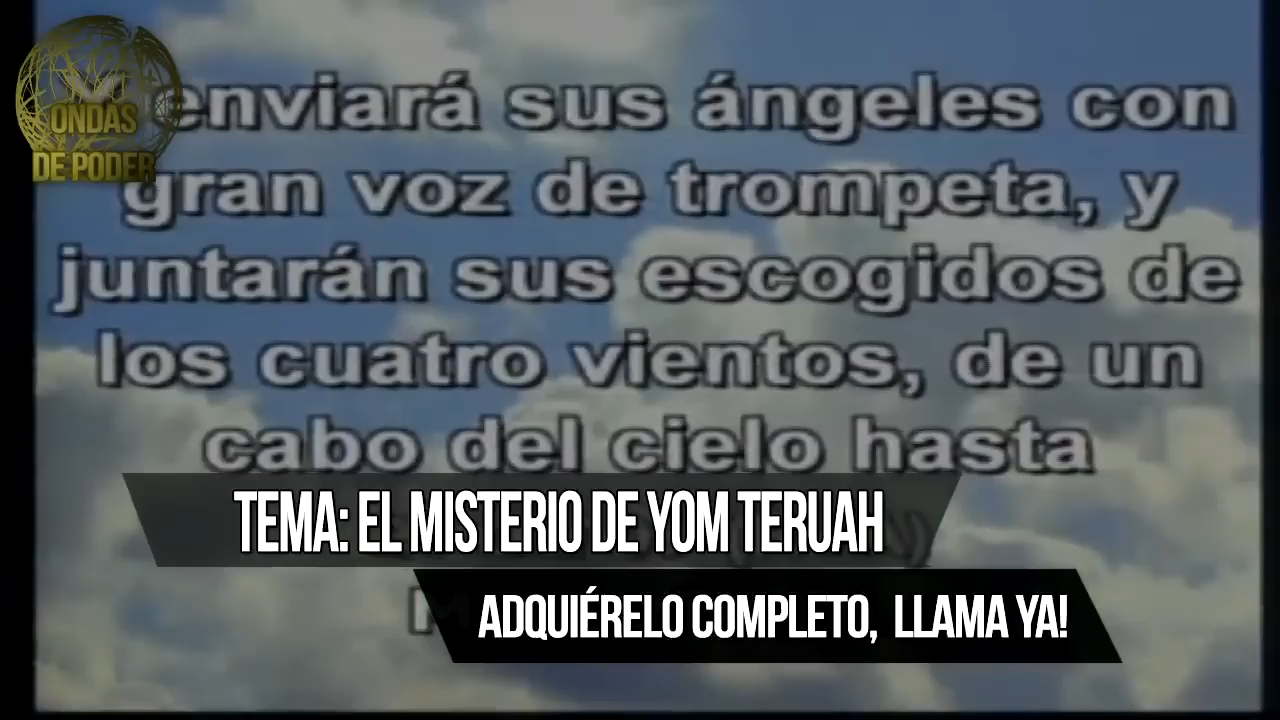 ONDAS
DE PODER
enviará sus ángeles con
gran voz de trompeta, y
juntarán sus escogidos de
los cuatro vientos, de un
cabo del cielo hasta
TEMA: EL MISTERIO DE YOM TERUAH
ADQUIÉRELO COMPLETO, LLAMA YA!